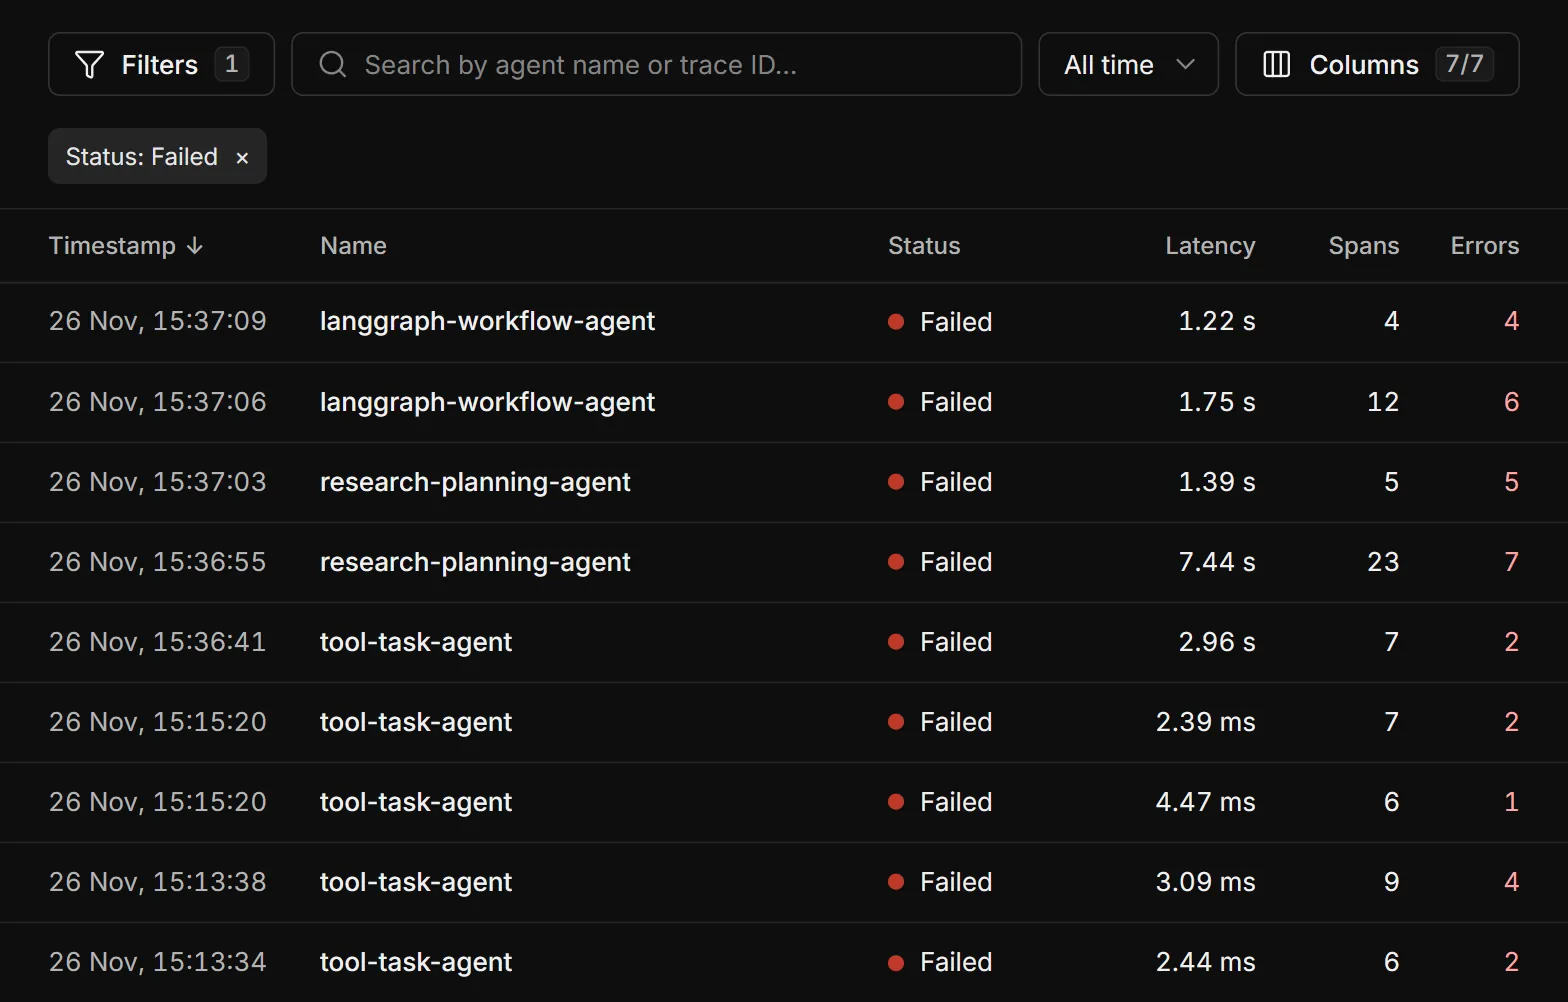 Filters 1 Search by agent name or trace ID... All time Columns 7/7
Status: Failed ×
Timestamp ↓ Name Status Latency Spans Errors
26 Nov, 15:37:09 langgraph-workflow-agent Failed 1.22 s 4 4
26 Nov, 15:37:06 langgraph-workflow-agent Failed 1.75 s 12 6
26 Nov, 15:37:03 research-planning-agent Failed 1.39 s 5 5
26 Nov, 15:36:55 research-planning-agent Failed 7.44 s 23 7
26 Nov, 15:36:41 tool-task-agent Failed 2.96 s 7 2
26 Nov, 15:15:20 tool-task-agent Failed 2.39 ms 7 2
26 Nov, 15:15:20 tool-task-agent Failed 4.47 ms 6 1
26 Nov, 15:13:38 tool-task-agent Failed 3.09 ms 9 4
26 Nov, 15:13:34 tool-task-agent Failed 2.44 ms 6 2